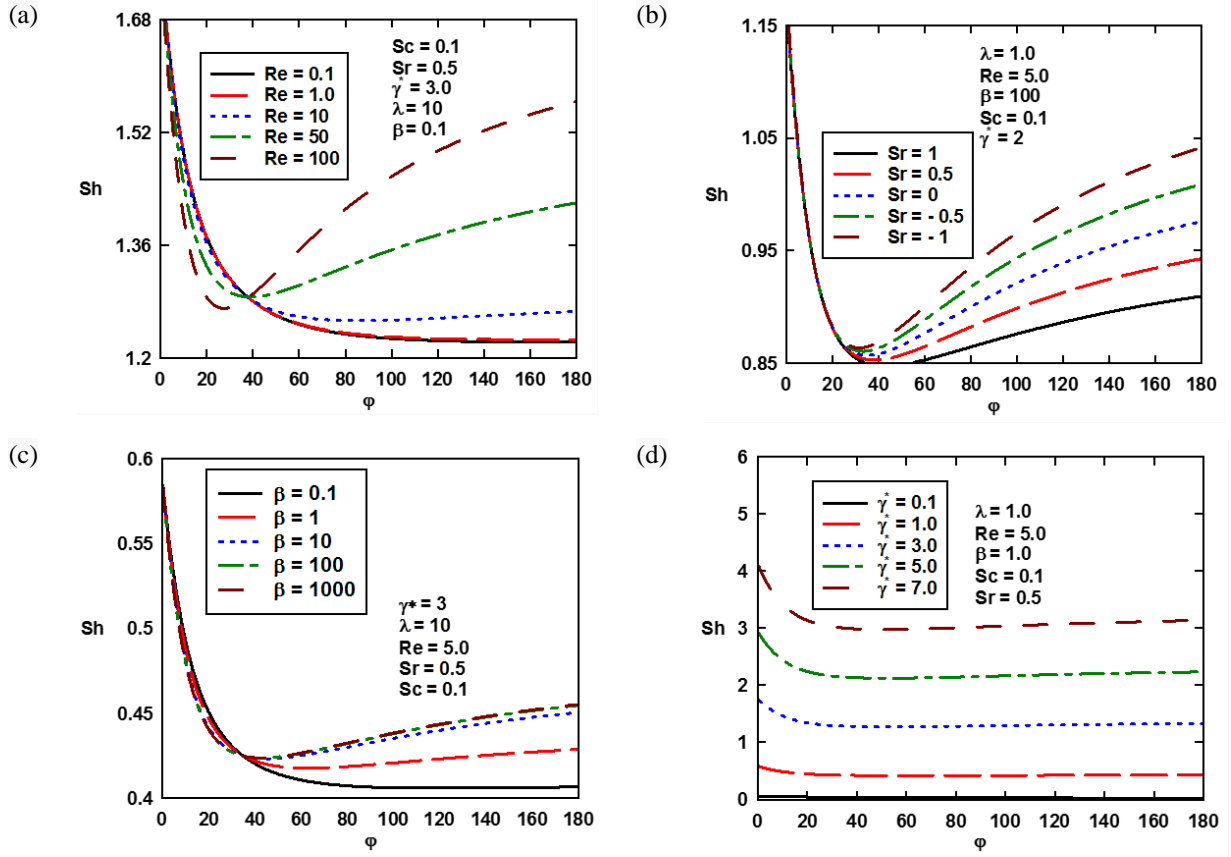 (a)
1.68
1.52
1.36
1.2
Sh
Re = 0.1
Re = 1.0
Re = 10
Re = 50
Re = 100
Sc = 0.1
Sr = 0.5
γ* = 3.0
λ = 10
β = 0.1
0 20 40 60 80 100 120 140 160 180
φ
(b)
1.15
1.05
0.95
0.85
Sh
λ = 1.0
Re = 5.0
β = 100
Sc = 0.1
γ* = 2
Sr = 1
Sr = 0.5
Sr = 0
Sr = - 0.5
Sr = - 1
0 20 40 60 80 100 120 140 160 180
φ
(c)
0.6
0.55
0.5
0.45
0.4
Sh
β = 0.1
β = 1
β = 10
β = 100
β = 1000
γ* = 3
λ = 10
Re = 5.0
Sr = 0.5
Sc = 0.1
0 20 40 60 80 100 120 140 160 180
φ
(d)
6
5
4
3
2
1
0
Sh
γ* = 0.1
γ* = 1.0
γ* = 3.0
γ* = 5.0
γ* = 7.0
λ = 1.0
Re = 5.0
β = 1.0
Sc = 0.1
Sr = 0.5
0 20 40 60 80 100 120 140 160 180
φ